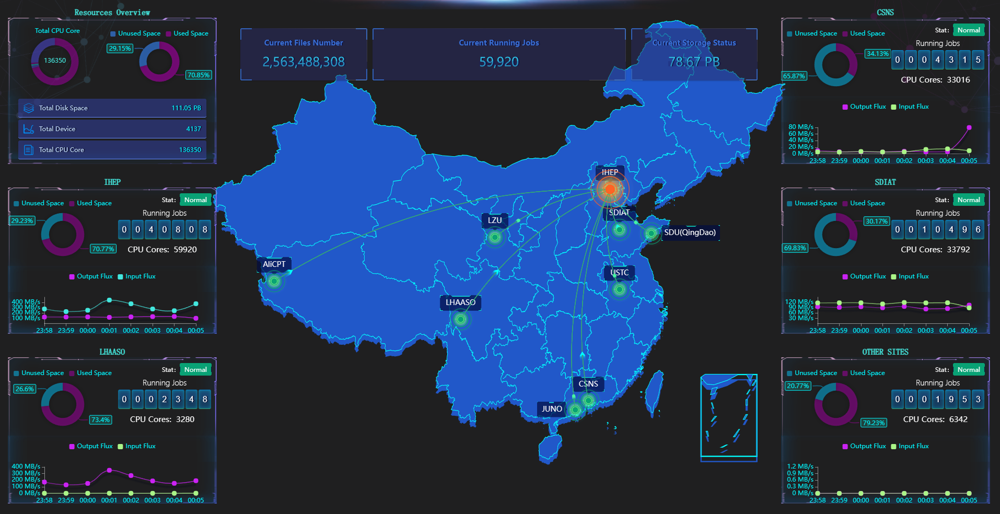 Resources Overview
Total CPU Core
136350
Unused Space
Used Space
29.15%
70.85%
Total Disk Space 111.05 PB
Total Device 4137
Total CPU Core 136350
IHEP
Unused Space
Used Space
Stat: Normal
29.23%
70.77%
Running Jobs
0 0 4 0 8 0 8
CPU Cores: 59920
Output Flux
Input Flux
400 MB/s
300 MB/s
200 MB/s
100 MB/s
23:58 23:59 00:00 00:01 00:02 00:03 00:04 00:05
LHAASO
Unused Space
Used Space
Stat: Normal
26.6%
73.4%
Running Jobs
0 0 0 2 3 4 8
CPU Cores: 3280
Output Flux
Input Flux
400 MB/s
300 MB/s
200 MB/s
100 MB/s
0 MB/s
23:58 23:59 00:00 00:01 00:02 00:03 00:04 00:05
Current Files Number
2,563,488,308
Current Running Jobs
59,920
Current Storage Status
78.67 PB
IHEP
SDIAT
LZU
SDU(QingDao)
AliCPT
USTC
LHAASO
CSNS
JUNO
CSNS
Unused Space
Used Space
Stat: Normal
34.13%
65.87%
Running Jobs
0 0 0 4 3 1 5
CPU Cores: 33016
Output Flux
Input Flux
80 MB/s
60 MB/s
40 MB/s
20 MB/s
0 MB/s
23:58 23:59 00:00 00:01 00:02 00:03 00:04 00:05
SDIAT
Unused Space
Used Space
Stat: Normal
30.17%
69.83%
Running Jobs
0 0 1 0 4 9 6
CPU Cores: 33792
Output Flux
Input Flux
120 MB/s
90 MB/s
60 MB/s
30 MB/s
23:58 23:59 00:00 00:01 00:02 00:03 00:04 00:05
OTHER SITES
Unused Space
Used Space
Stat: Normal
20.77%
79.23%
Running Jobs
0 0 0 1 9 5 3
CPU Cores: 6342
Output Flux
Input Flux
1.2 MB/s
0.9 MB/s
0.6 MB/s
0.3 MB/s
0 MB/s
23:58 23:59 00:00 00:01 00:02 00:03 00:04 00:05